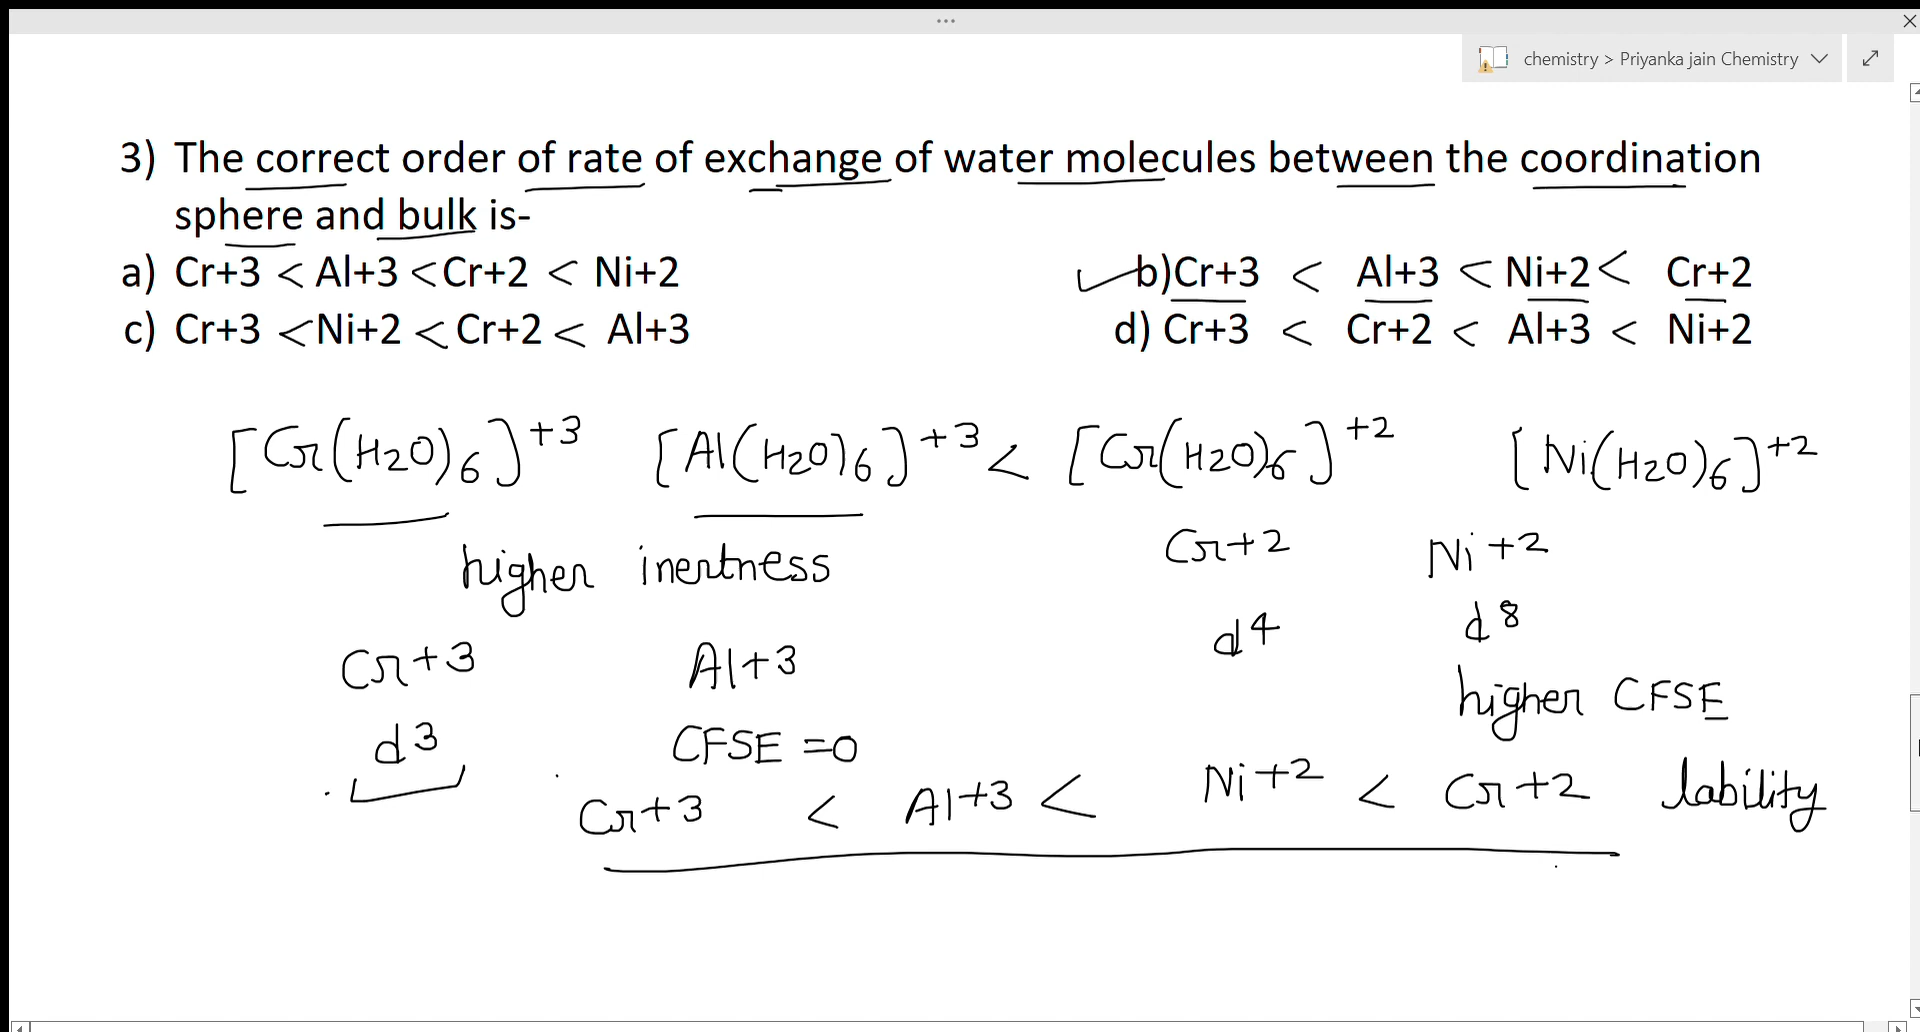 chemistry > Priyanka jain Chemistry
3) The correct order of rate of exchange of water molecules between the coordination
sphere and bulk is-
a) Cr+3 < Al+3 < Cr+2 < Ni+2
b)Cr+3 < Al+3 < Ni+2 < Cr+2
c) Cr+3 < Ni+2 < Cr+2 < Al+3
d) Cr+3 < Cr+2 < Al+3 < Ni+2
[Cr(H2O)6]+3 [Al(H2O)6]+3 < [Cr(H2O)6]+2 [Ni(H2O)6]+2
higher inertness
Cr+2 Ni+2
d4 d8
Cr+3 Al+3
higher CFSE
d3 CFSE =0
Cr+3 < Al+3 < Ni+2 < Cr+2 lability